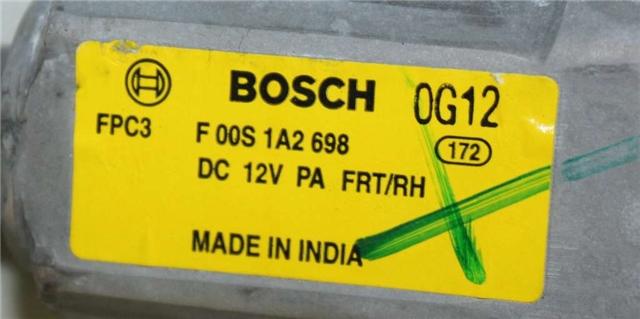 BOSCH 0G12
FPC3 F 00S 1A2 698 172
DC 12V PA FRT/RH
MADE IN INDIA